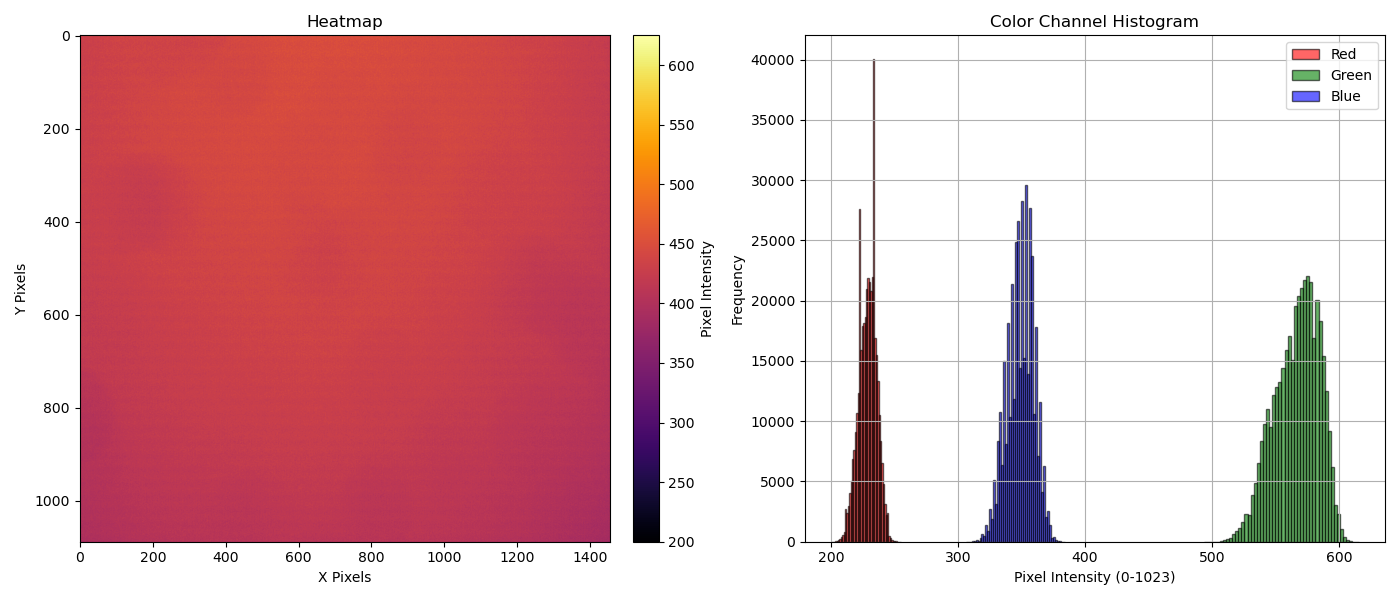 Heatmap
0
200
400
600
800
1000
Y Pixels
0 200 400 600 800 1000 1200 1400
X Pixels
600
550
500
450
400
350
300
250
200
Pixel Intensity
Color Channel Histogram
40000
35000
30000
25000
20000
15000
10000
5000
0
Frequency
200 300 400 500 600
Pixel Intensity (0-1023)
Red
Green
Blue